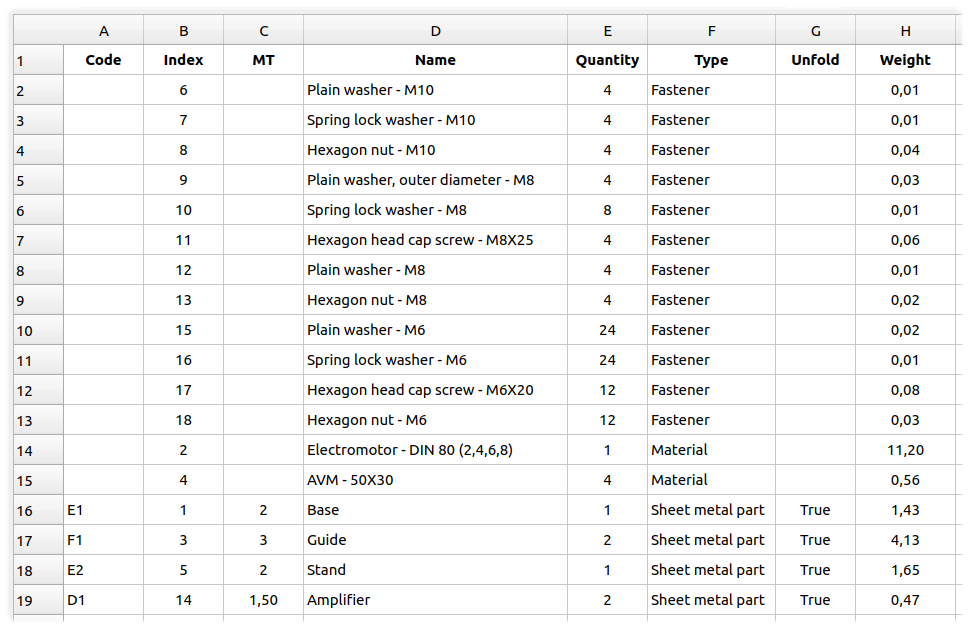 A B C D E F G H
1 Code Index MT Name Quantity Type Unfold Weight
2 6 Plain washer - M10 4 Fastener 0,01
3 7 Spring lock washer - M10 4 Fastener 0,01
4 8 Hexagon nut - M10 4 Fastener 0,04
5 9 Plain washer, outer diameter - M8 4 Fastener 0,03
6 10 Spring lock washer - M8 8 Fastener 0,01
7 11 Hexagon head cap screw - M8X25 4 Fastener 0,06
8 12 Plain washer - M8 4 Fastener 0,01
9 13 Hexagon nut - M8 4 Fastener 0,02
10 15 Plain washer - M6 24 Fastener 0,02
11 16 Spring lock washer - M6 24 Fastener 0,01
12 17 Hexagon head cap screw - M6X20 12 Fastener 0,08
13 18 Hexagon nut - M6 12 Fastener 0,03
14 2 Electromotor - DIN 80 (2,4,6,8) 1 Material 11,20
15 4 AVM - 50X30 4 Material 0,56
16 E1 1 2 Base 1 Sheet metal part True 1,43
17 F1 3 3 Guide 2 Sheet metal part True 4,13
18 E2 5 2 Stand 1 Sheet metal part True 1,65
19 D1 14 1,50 Amplifier 2 Sheet metal part True 0,47